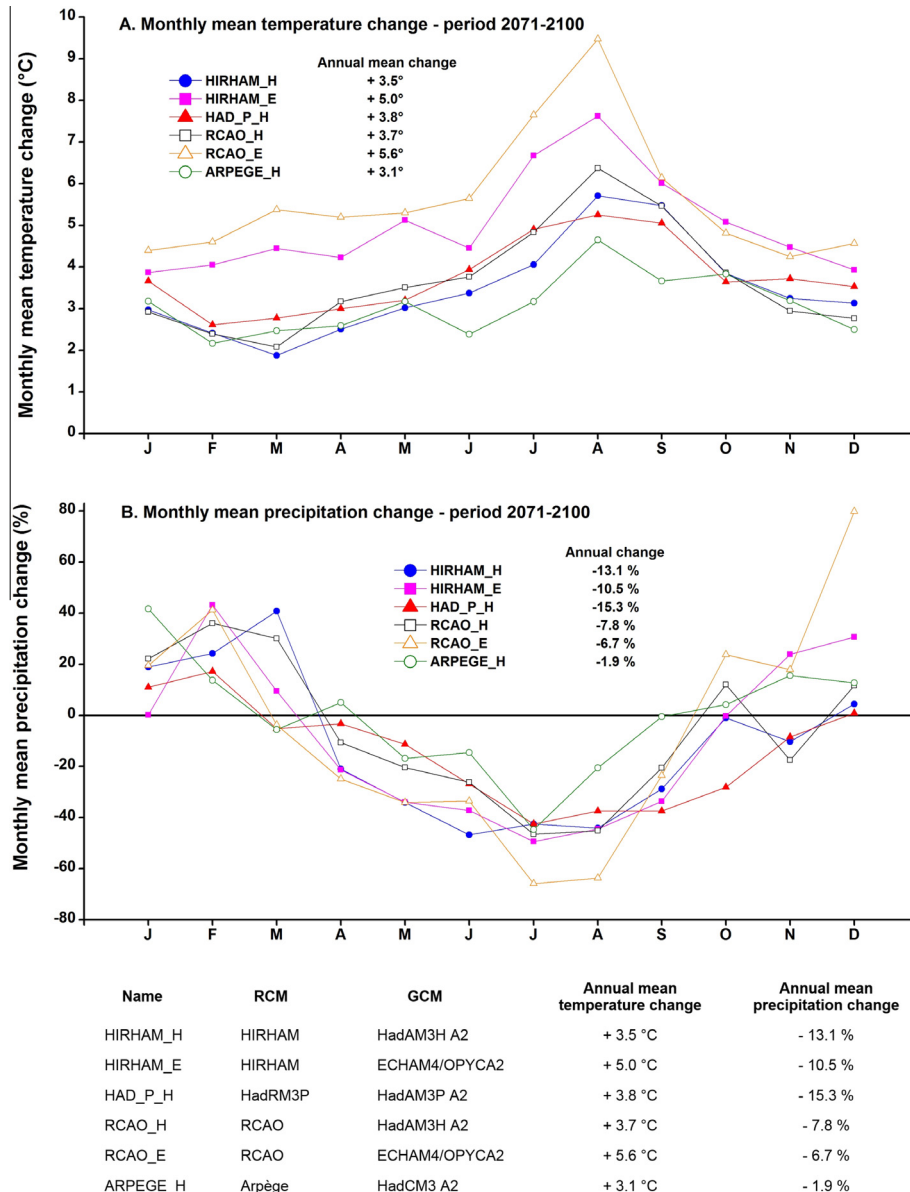 A. Monthly mean temperature change - period 2071-2100
Monthly mean temperature change (°C)
10
9
8
7
6
5
4
3
2
1
0
Annual mean change
HIRHAM_H + 3.5°
HIRHAM_E + 5.0°
HAD_P_H + 3.8°
RCAO_H + 3.7°
RCAO_E + 5.6°
ARPEGE_H + 3.1°
J F M A M J J A S O N D
B. Monthly mean precipitation change - period 2071-2100
Monthly mean precipitation change (%)
80
60
40
20
0
-20
-40
-60
-80
Annual change
HIRHAM_H -13.1 %
HIRHAM_E -10.5 %
HAD_P_H -15.3 %
RCAO_H -7.8 %
RCAO_E -6.7 %
ARPEGE_H -1.9 %
J F M A M J J A S O N D
Name RCM GCM Annual mean temperature change Annual mean precipitation change
HIRHAM_H HIRHAM HadAM3H A2 + 3.5 °C - 13.1 %
HIRHAM_E HIRHAM ECHAM4/OPYCA2 + 5.0 °C - 10.5 %
HAD_P_H HadRM3P HadAM3P A2 + 3.8 °C - 15.3 %
RCAO_H RCAO HadAM3H A2 + 3.7 °C - 7.8 %
RCAO_E RCAO ECHAM4/OPYCA2 + 5.6 °C - 6.7 %
ARPEGE_H Arpège HadCM3 A2 + 3.1 °C - 1.9 %